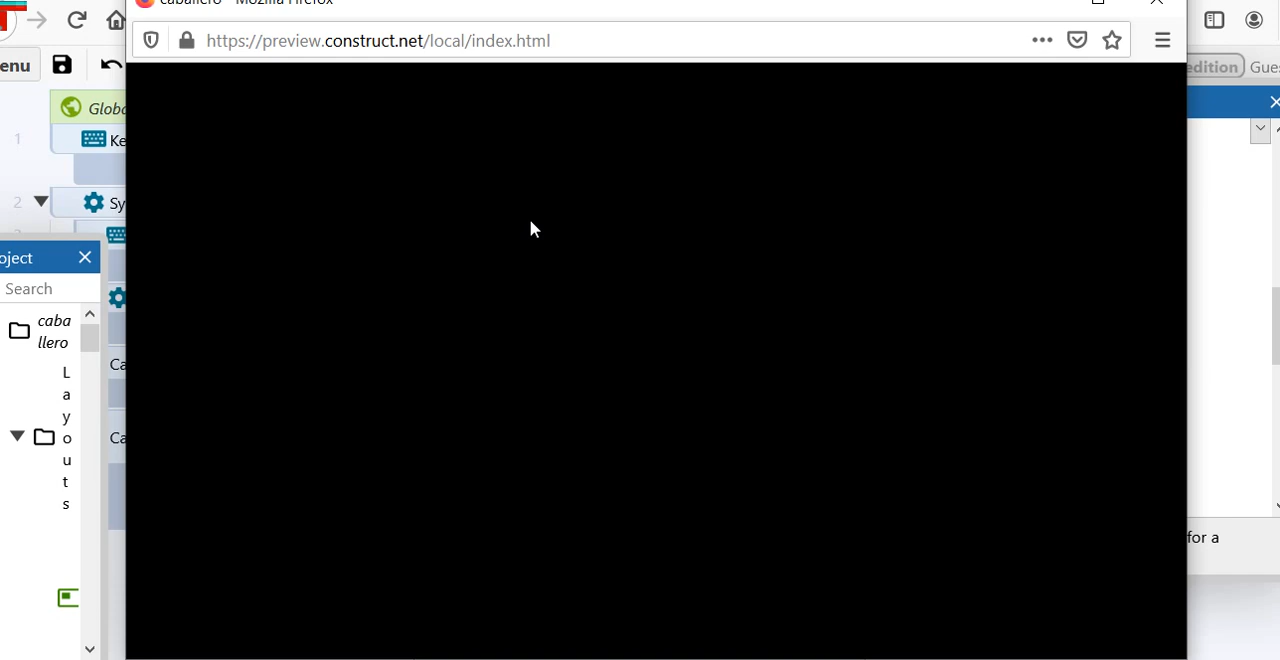 caballero - Mozilla Firefox
https://preview.construct.net/local/index.html
enu
edition
Gues
Globa
1
Ke
2
Sy
Ca
Ca
oject
Search
caba
llero
L
a
y
o
u
t
s
for a